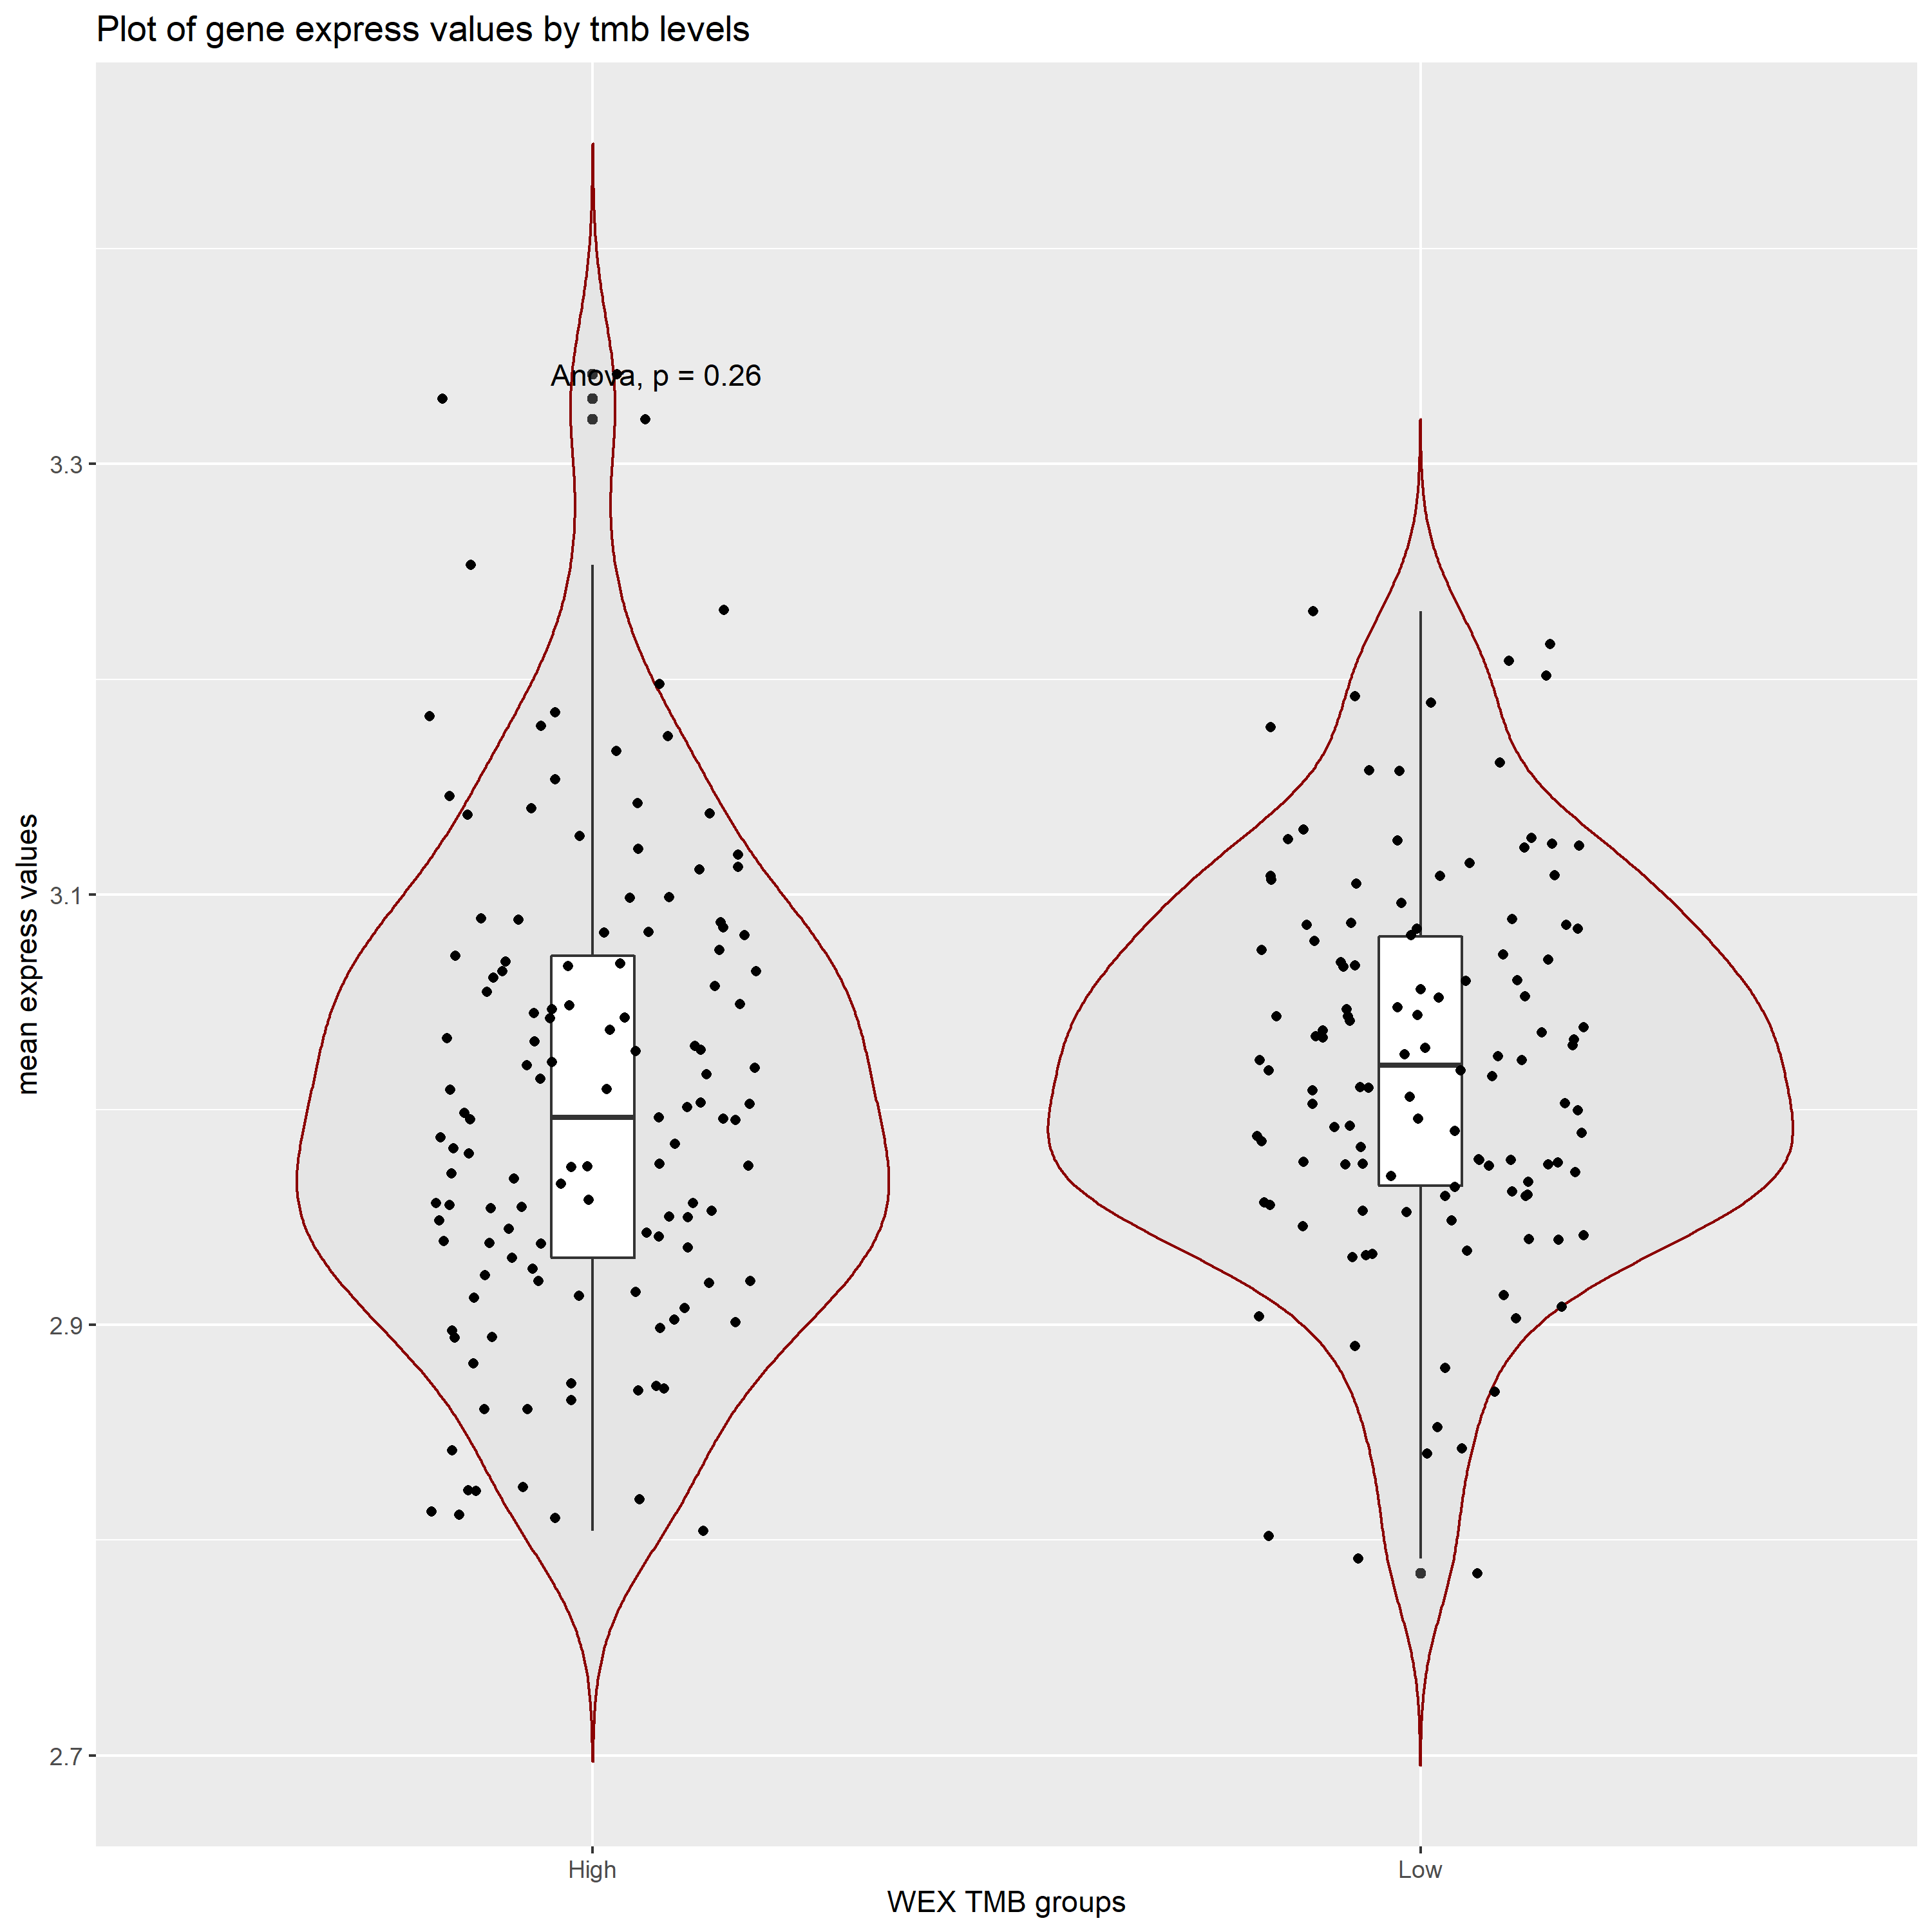 Plot of gene express values by tmb levels
Anova, p = 0.26
3.3
3.1
2.9
2.7
mean express values
High
Low
WEX TMB groups